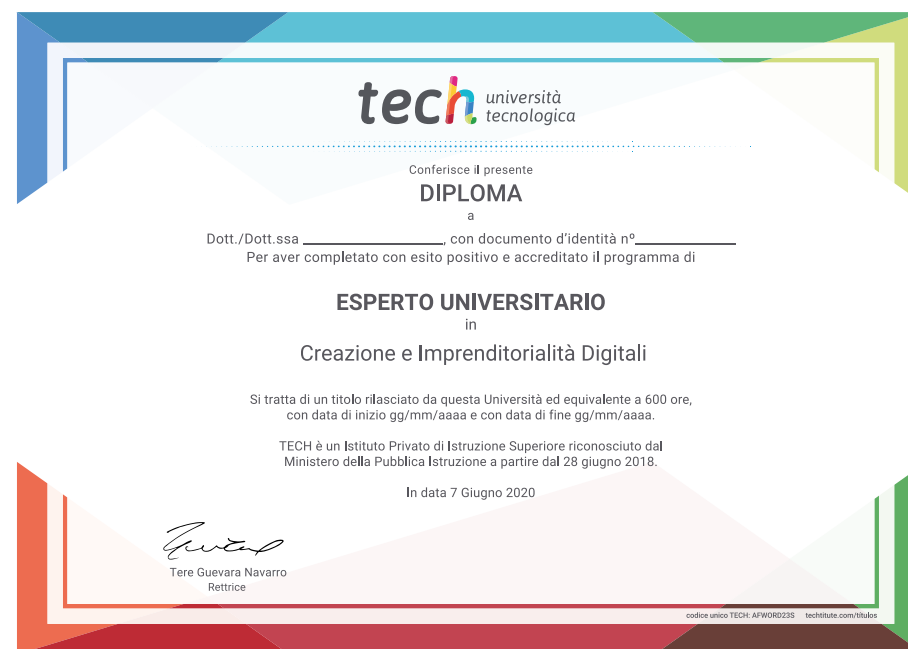 tech università
tecnologica
Conferisce il presente
DIPLOMA
a
Dott./Dott.ssa ____________________, con documento d'identità nº______________
Per aver completato con esito positivo e accreditato il programma di
ESPERTO UNIVERSITARIO
in
Creazione e Imprenditorialità Digitali
Si tratta di un titolo rilasciato da questa Università ed equivalente a 600 ore,
con data di inizio gg/mm/aaaa e con data di fine gg/mm/aaaa.
TECH è un Istituto Privato di Istruzione Superiore riconosciuto dal
Ministero della Pubblica Istruzione a partire dal 28 giugno 2018.
In data 7 Giugno 2020
Tere Guevara Navarro
Rettrice
codice unico TECH: AFWORD23S techtitute.com/titulos